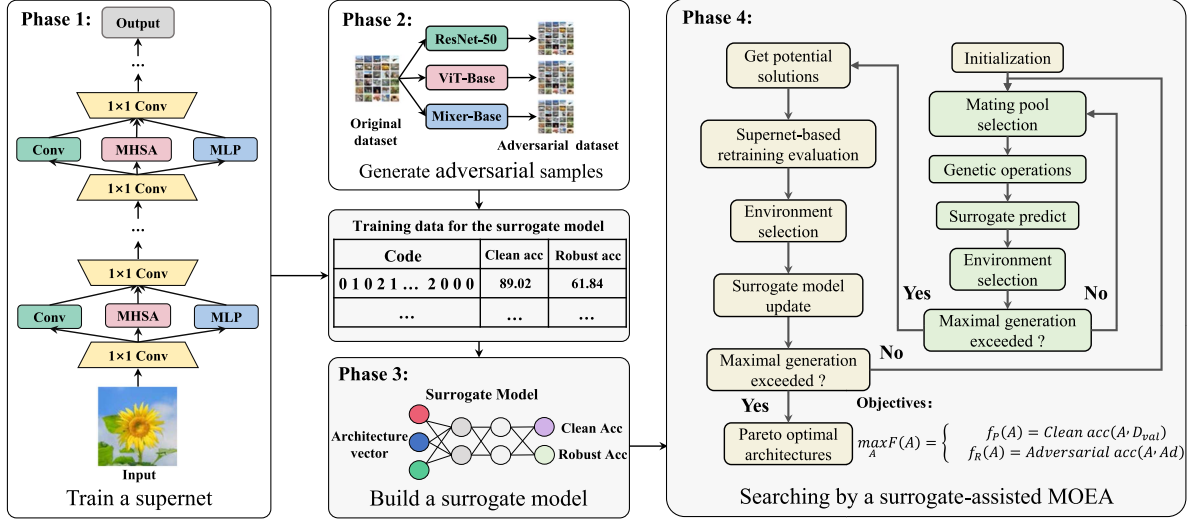 Phase 1:
Output
...
1×1 Conv
Conv
MHSA
MLP
1×1 Conv
...
1×1 Conv
Conv
MHSA
MLP
1×1 Conv
Input
Train a supernet
Phase 2:
Original
dataset
ResNet-50
ViT-Base
Mixer-Base
Adversarial dataset
Generate adversarial samples
Training data for the surrogate model
Code Clean acc Robust acc
0 1 0 2 1 ... 2 0 0 0 89.02 61.84
... ... ...
Phase 3:
Surrogate Model
Architecture
vector
Clean Acc
Robust Acc
Build a surrogate model
Phase 4:
Get potential
solutions
Supernet-based
retraining evaluation
Environment
selection
Surrogate model
update
Maximal generation
exceeded ?
No
Yes
Pareto optimal
architectures
Initialization
Mating pool
selection
Genetic operations
Surrogate predict
Environment
selection
Yes
No
Maximal generation
exceeded ?
Objectives:
max F(A) = {
A
f_P(A) = Clean acc(A, D_val)
f_R(A) = Adversarial acc(A, Ad)
Searching by a surrogate-assisted MOEA